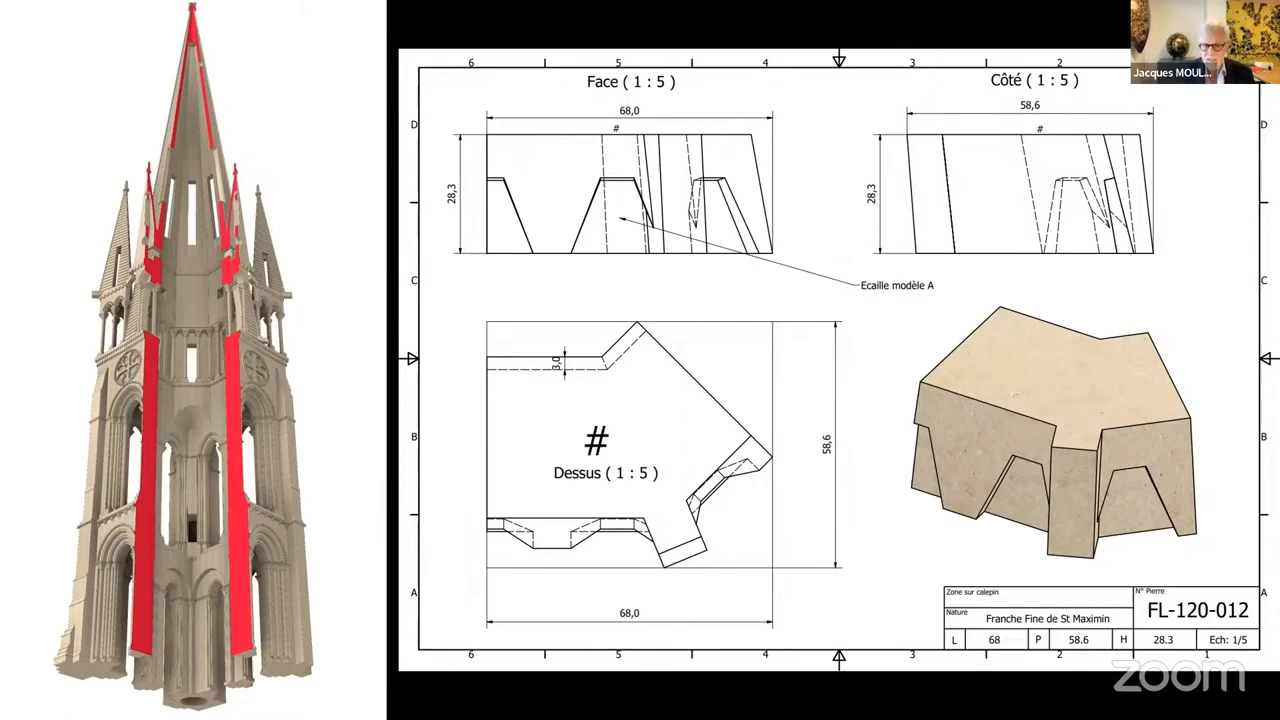 Jacques MOUL...
6 5 4 3 2
Face ( 1 : 5 )
Côté ( 1 : 5 )
68,0
58,6
D
#
#
D
28,3
28,3
C
C
Ecaille modèle A
3,0
B
#
58,6
B
Dessus ( 1 : 5 )
A
Zone sur calepin
N° Pierre
A
68,0
Nature
Franche Fine de St Maximin
FL-120-012
L 68 P 58.6 H 28.3 Ech: 1/5
6 5 4 3 2 1
zoom